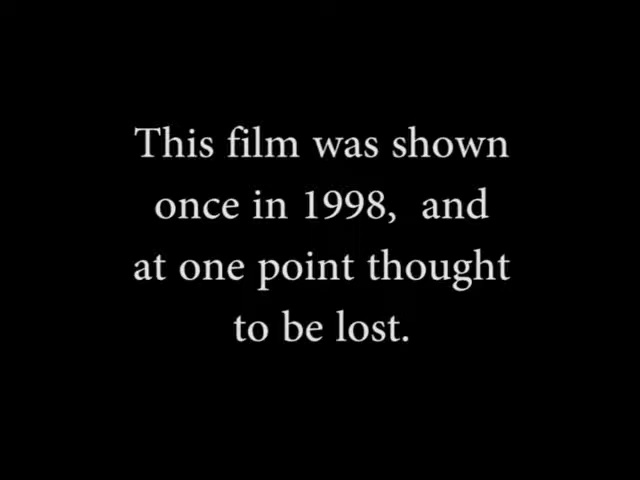 This film was shown
once in 1998,  and
at one point thought
to be lost.